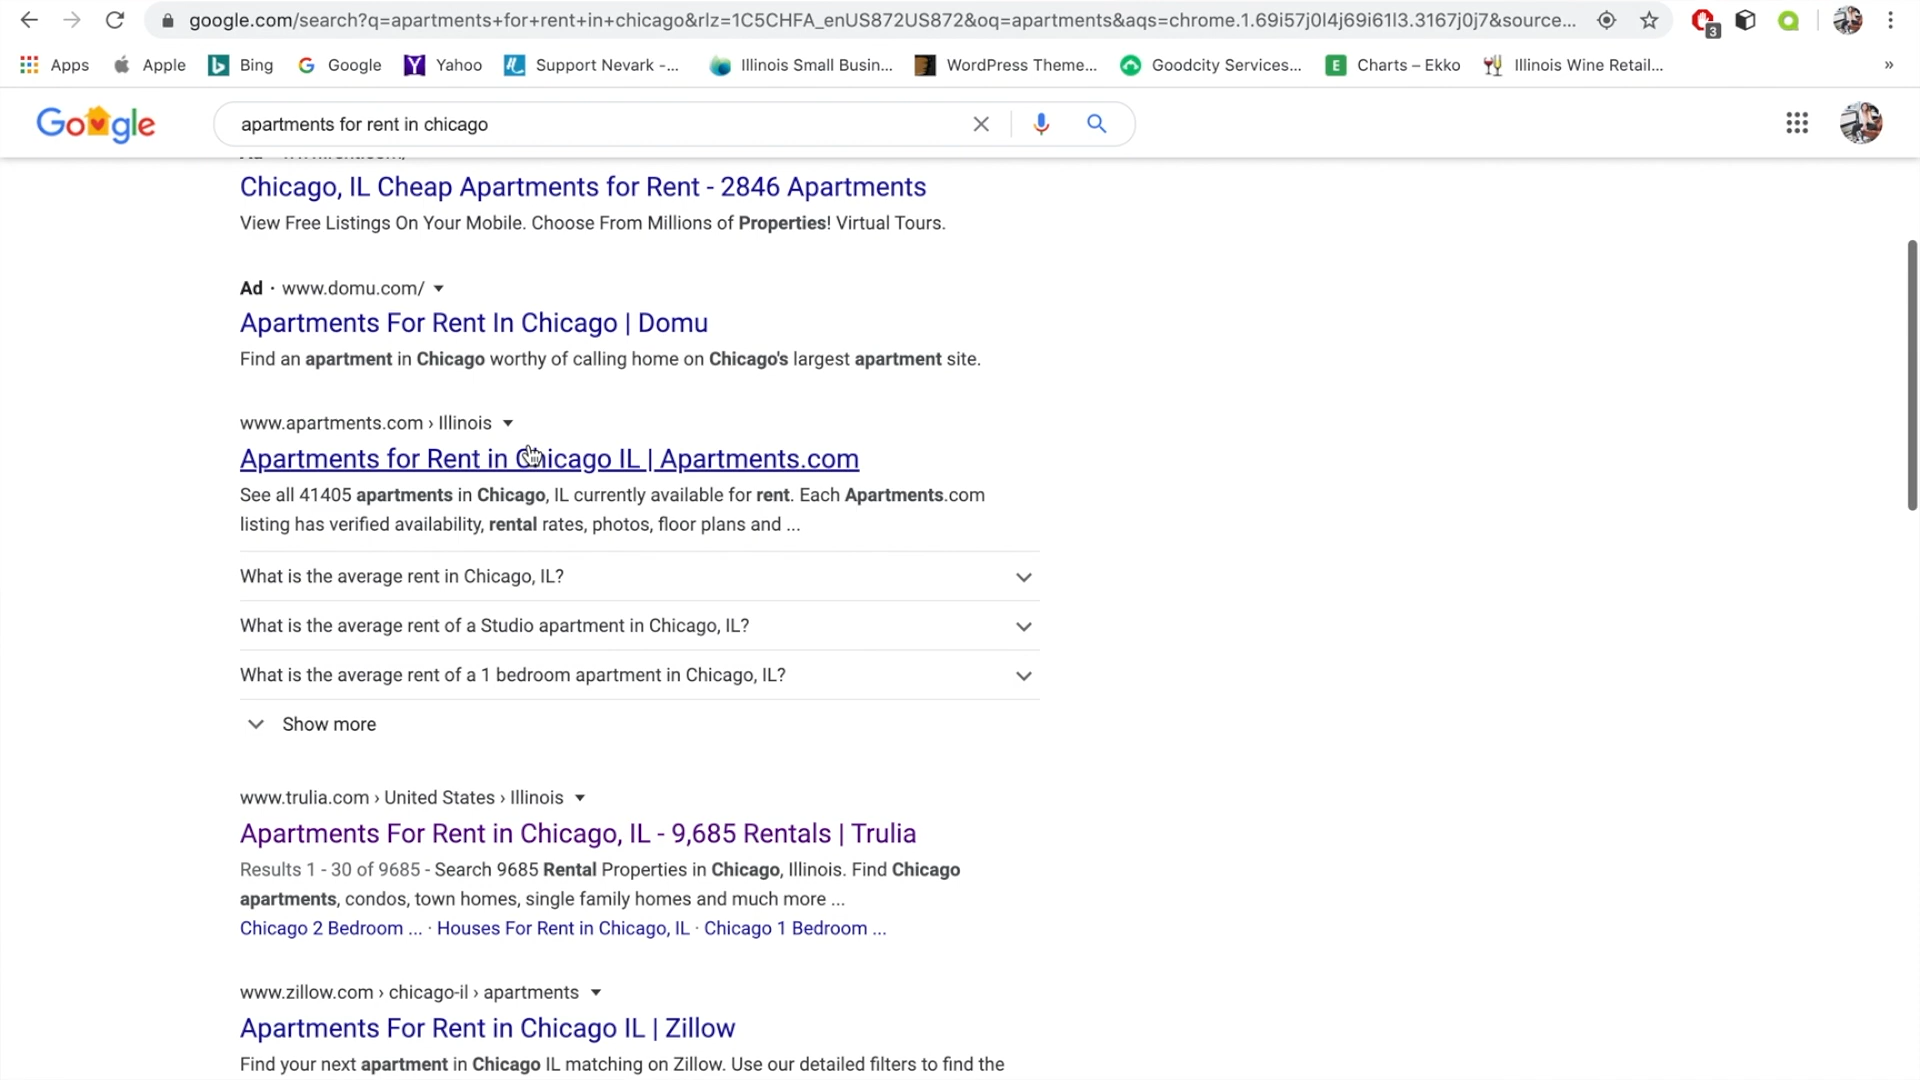 google.com/search?q=apartments+for+rent+in+chicago&rlz=1C5CHFA_enUS872US872&oq=apartments&aqs=chrome.1.69i57j0l4j69i61l3.3167j0j7&source...
3
Apps Apple Bing Google Yahoo Support Nevark -... Illinois Small Busin... WordPress Theme... Goodcity Services... Charts – Ekko Illinois Wine Retail... »
Google apartments for rent in chicago
Chicago, IL Cheap Apartments for Rent - 2846 Apartments
View Free Listings On Your Mobile. Choose From Millions of Properties! Virtual Tours.
Ad · www.domu.com/
Apartments For Rent In Chicago | Domu
Find an apartment in Chicago worthy of calling home on Chicago's largest apartment site.
www.apartments.com › Illinois
Apartments for Rent in Chicago IL | Apartments.com
See all 41405 apartments in Chicago, IL currently available for rent. Each Apartments.com
listing has verified availability, rental rates, photos, floor plans and ...
What is the average rent in Chicago, IL?
What is the average rent of a Studio apartment in Chicago, IL?
What is the average rent of a 1 bedroom apartment in Chicago, IL?
Show more
www.trulia.com › United States › Illinois
Apartments For Rent in Chicago, IL - 9,685 Rentals | Trulia
Results 1 - 30 of 9685 - Search 9685 Rental Properties in Chicago, Illinois. Find Chicago
apartments, condos, town homes, single family homes and much more ...
Chicago 2 Bedroom ... · Houses For Rent in Chicago, IL · Chicago 1 Bedroom ...
www.zillow.com › chicago-il › apartments
Apartments For Rent in Chicago IL | Zillow
Find your next apartment in Chicago IL matching on Zillow. Use our detailed filters to find the